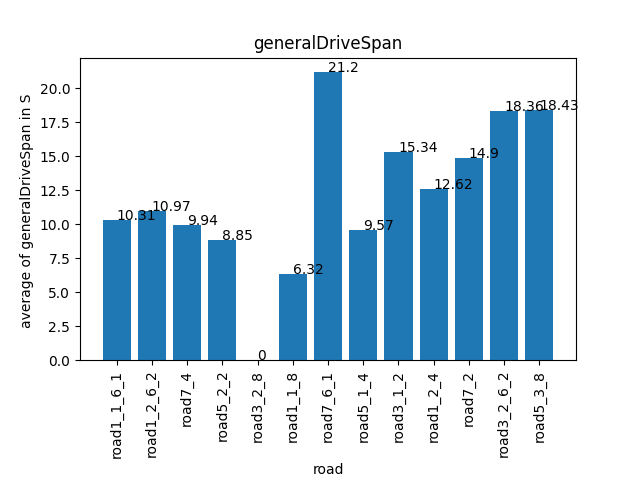 generalDriveSpan
average of generalDriveSpan in S
20.0
17.5
15.0
12.5
10.0
7.5
5.0
2.5
0.0
10.31
10.97
9.94
8.85
0
6.32
21.2
9.57
15.34
12.62
14.9
18.36
18.43
road1_1_6_1
road1_2_6_2
road7_4
road5_2_2
road3_2_8
road1_1_8
road7_6_1
road5_1_4
road3_1_2
road1_2_4
road7_2
road3_2_6_2
road5_3_8
road